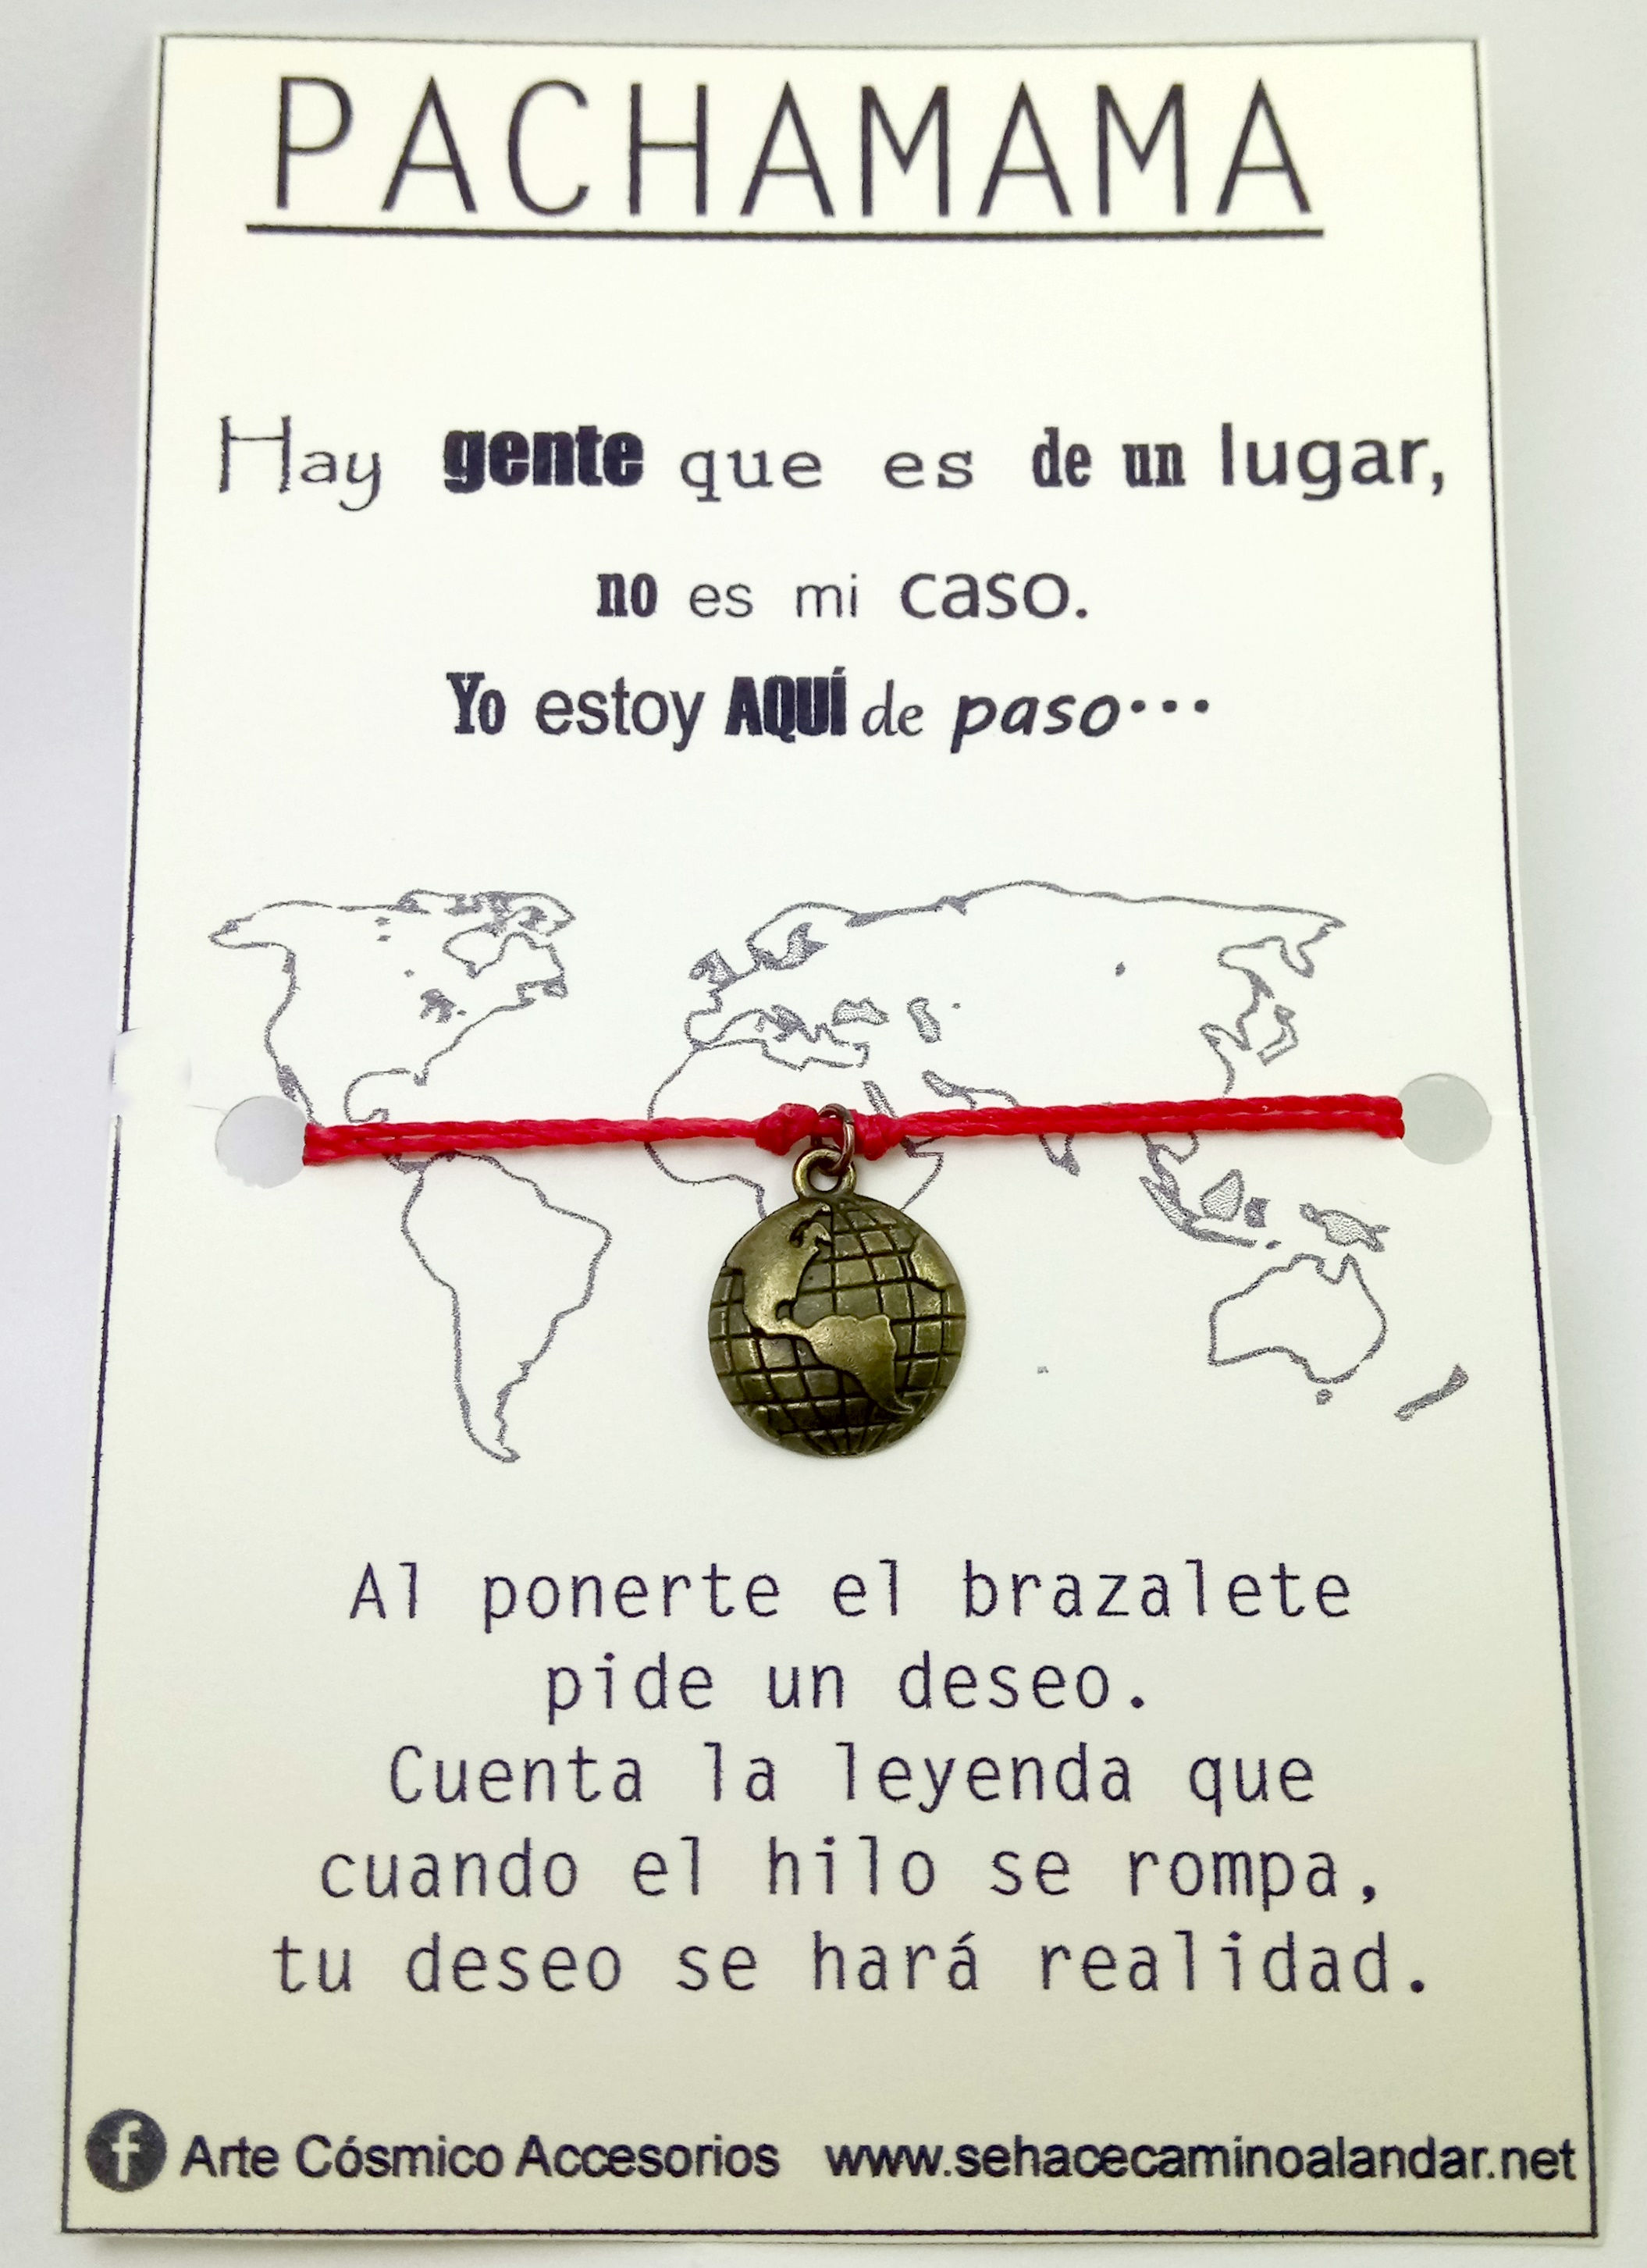 PACHAMAMA
Hay gente que es de un lugar,
no es mi caso.
Yo estoy AQUÍ de paso...
Al ponerte el brazalete
pide un deseo.
Cuenta la leyenda que
cuando el hilo se rompa,
tu deseo se hará realidad.
f Arte Cósmico Accesorios www.sehacecaminoalandar.net